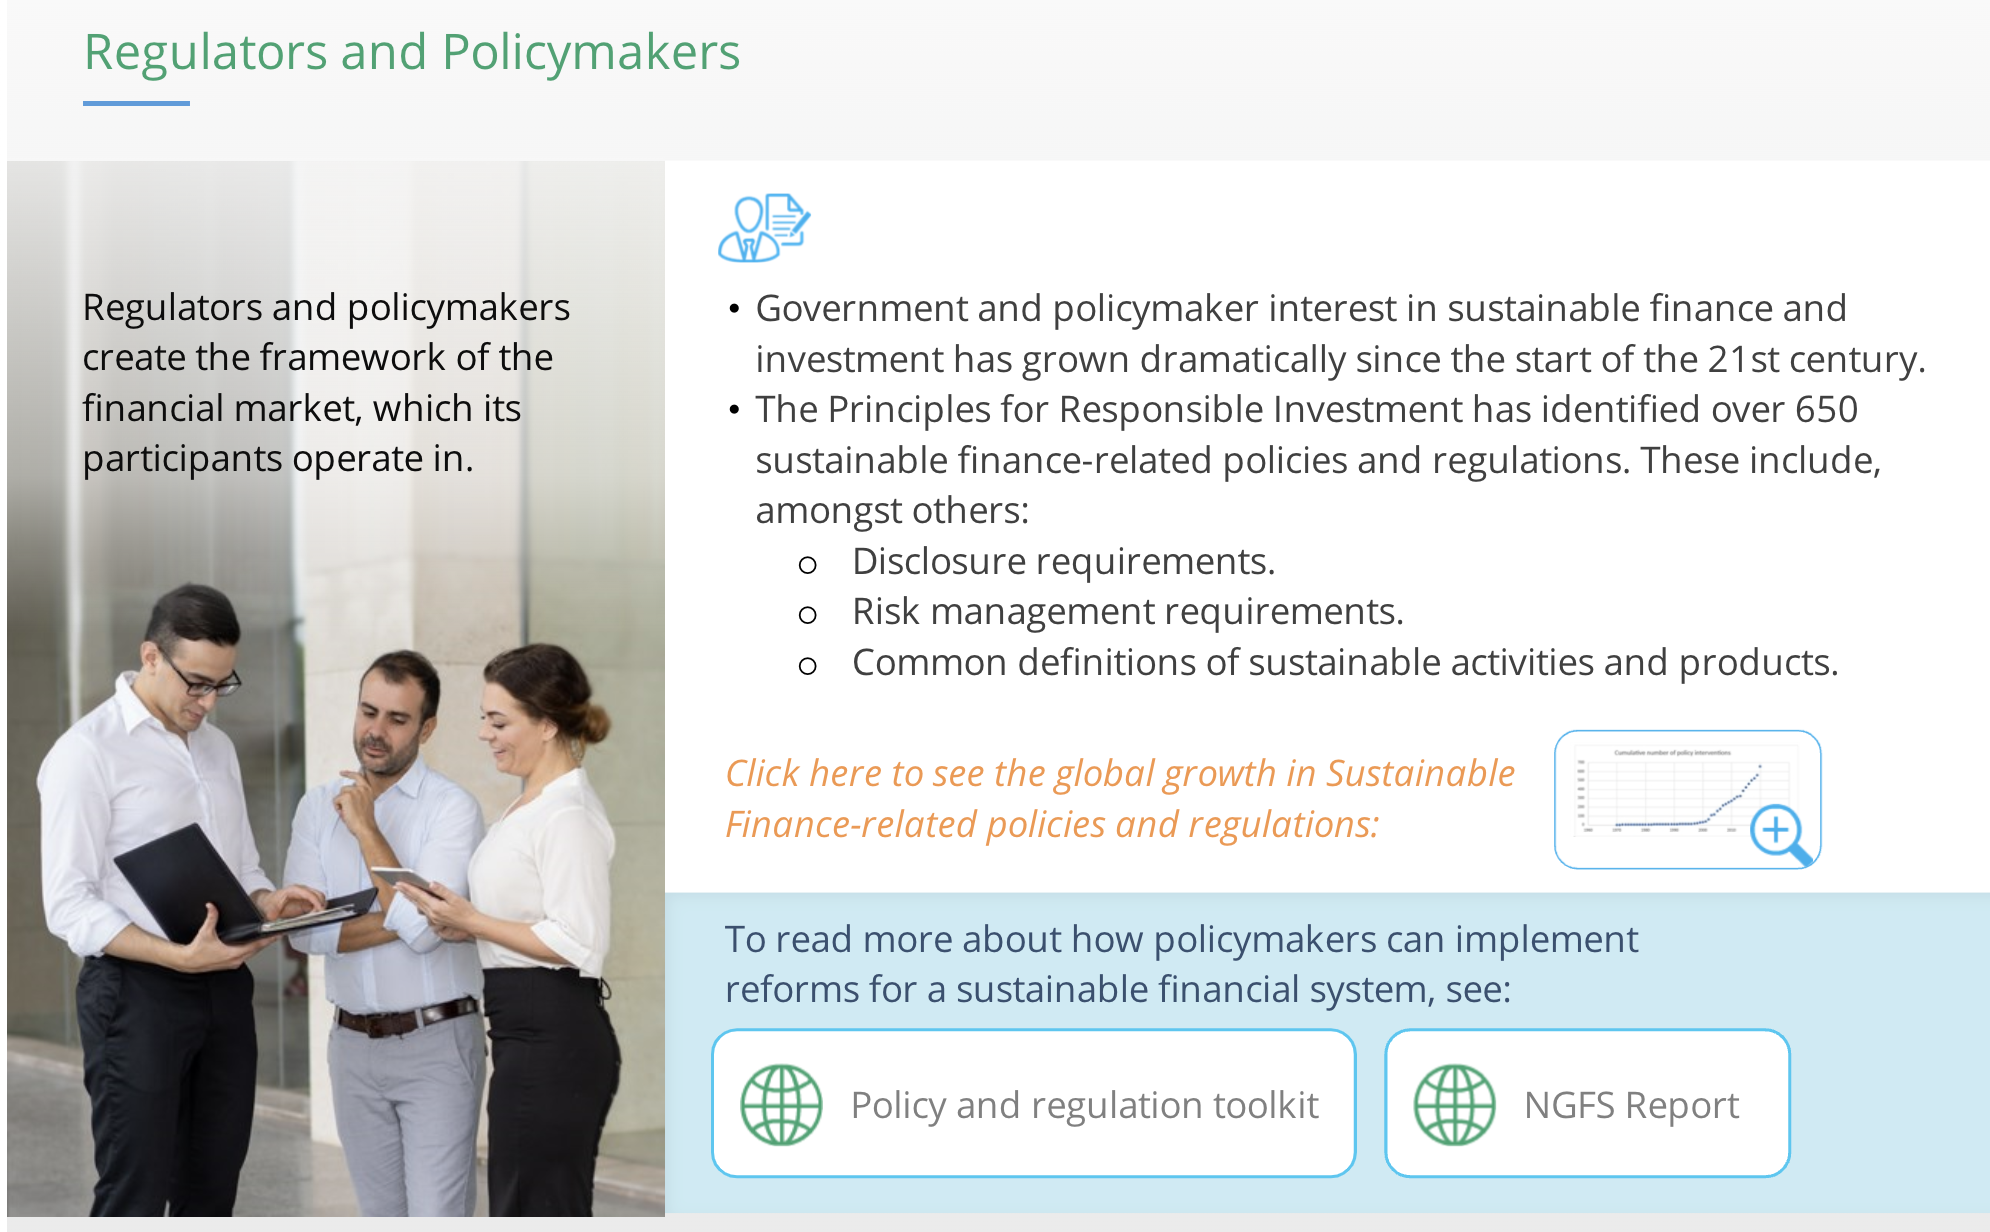 Regulators and Policymakers
Regulators and policymakers
create the framework of the
financial market, which its
participants operate in.
• Government and policymaker interest in sustainable finance and
investment has grown dramatically since the start of the 21st century.
• The Principles for Responsible Investment has identified over 650
sustainable finance-related policies and regulations. These include,
amongst others:
o Disclosure requirements.
o Risk management requirements.
o Common definitions of sustainable activities and products.
Click here to see the global growth in Sustainable
Finance-related policies and regulations:
Cumulative number of policy interventions
To read more about how policymakers can implement
reforms for a sustainable financial system, see:
Policy and regulation toolkit
NGFS Report